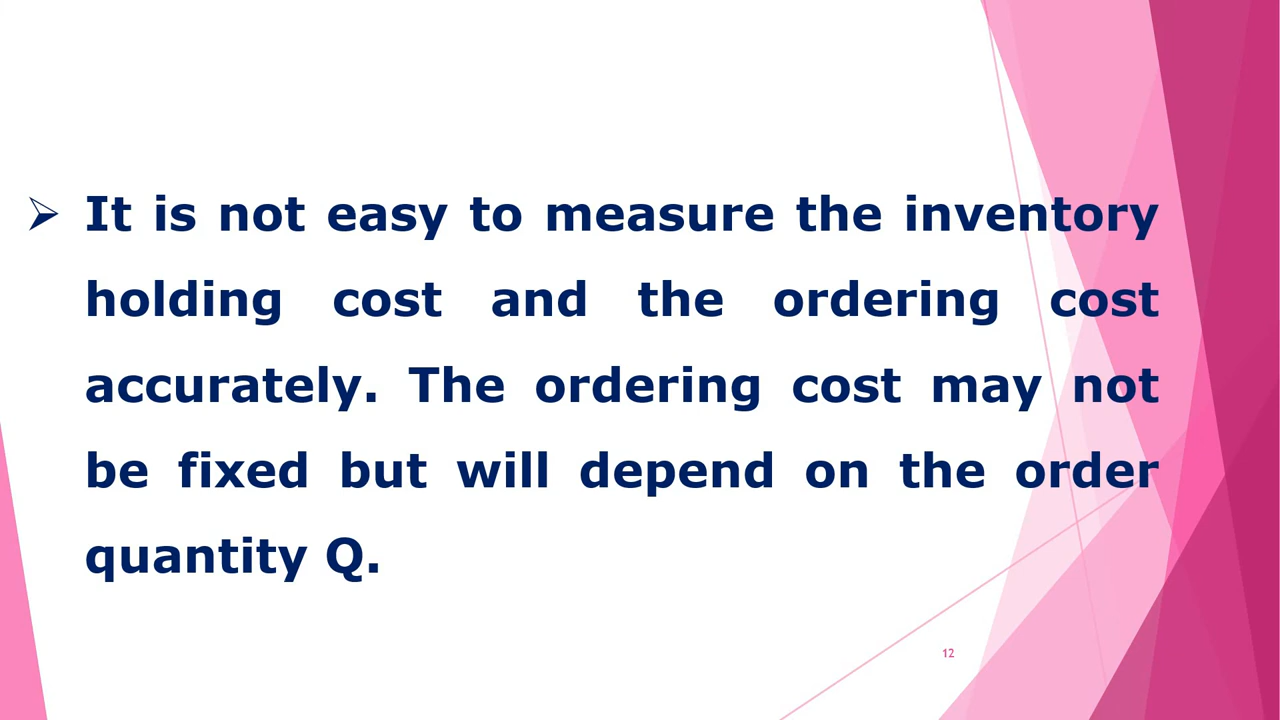 ➢ It is not easy to measure the inventory
holding cost and the ordering cost
accurately. The ordering cost may not
be fixed but will depend on the order
quantity Q.
12